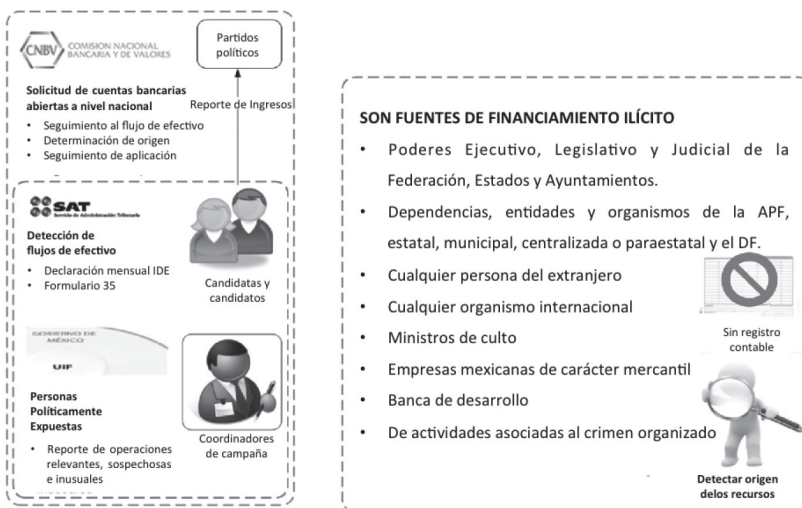 CNBV
COMISION NACIONAL
BANCARIA Y DE VALORES
Partidos
políticos
Solicitud de cuentas bancarias
abiertas a nivel nacional
• Seguimiento al flujo de efectivo
• Determinación de origen
• Seguimiento de aplicación
Reporte de Ingresos
SAT
Servicio de Administración Tributaria
Detección de
flujos de efectivo
• Declaración mensual IDE
• Formulario 35
Candidatas y
candidatos
GOBIERNO DE
MÉXICO
UIF
Personas
Políticamente
Expuestas
• Reporte de operaciones
relevantes, sospechosas
e inusuales
Coordinadores
de campaña
SON FUENTES DE FINANCIAMIENTO ILÍCITO
• Poderes Ejecutivo, Legislativo y Judicial de la
Federación, Estados y Ayuntamientos.
• Dependencias, entidades y organismos de la APF,
estatal, municipal, centralizada o paraestatal y el DF.
• Cualquier persona del extranjero
• Cualquier organismo internacional
• Ministros de culto
• Empresas mexicanas de carácter mercantil
• Banca de desarrollo
• De actividades asociadas al crimen organizado
Sin registro
contable
Detectar origen
delos recursos